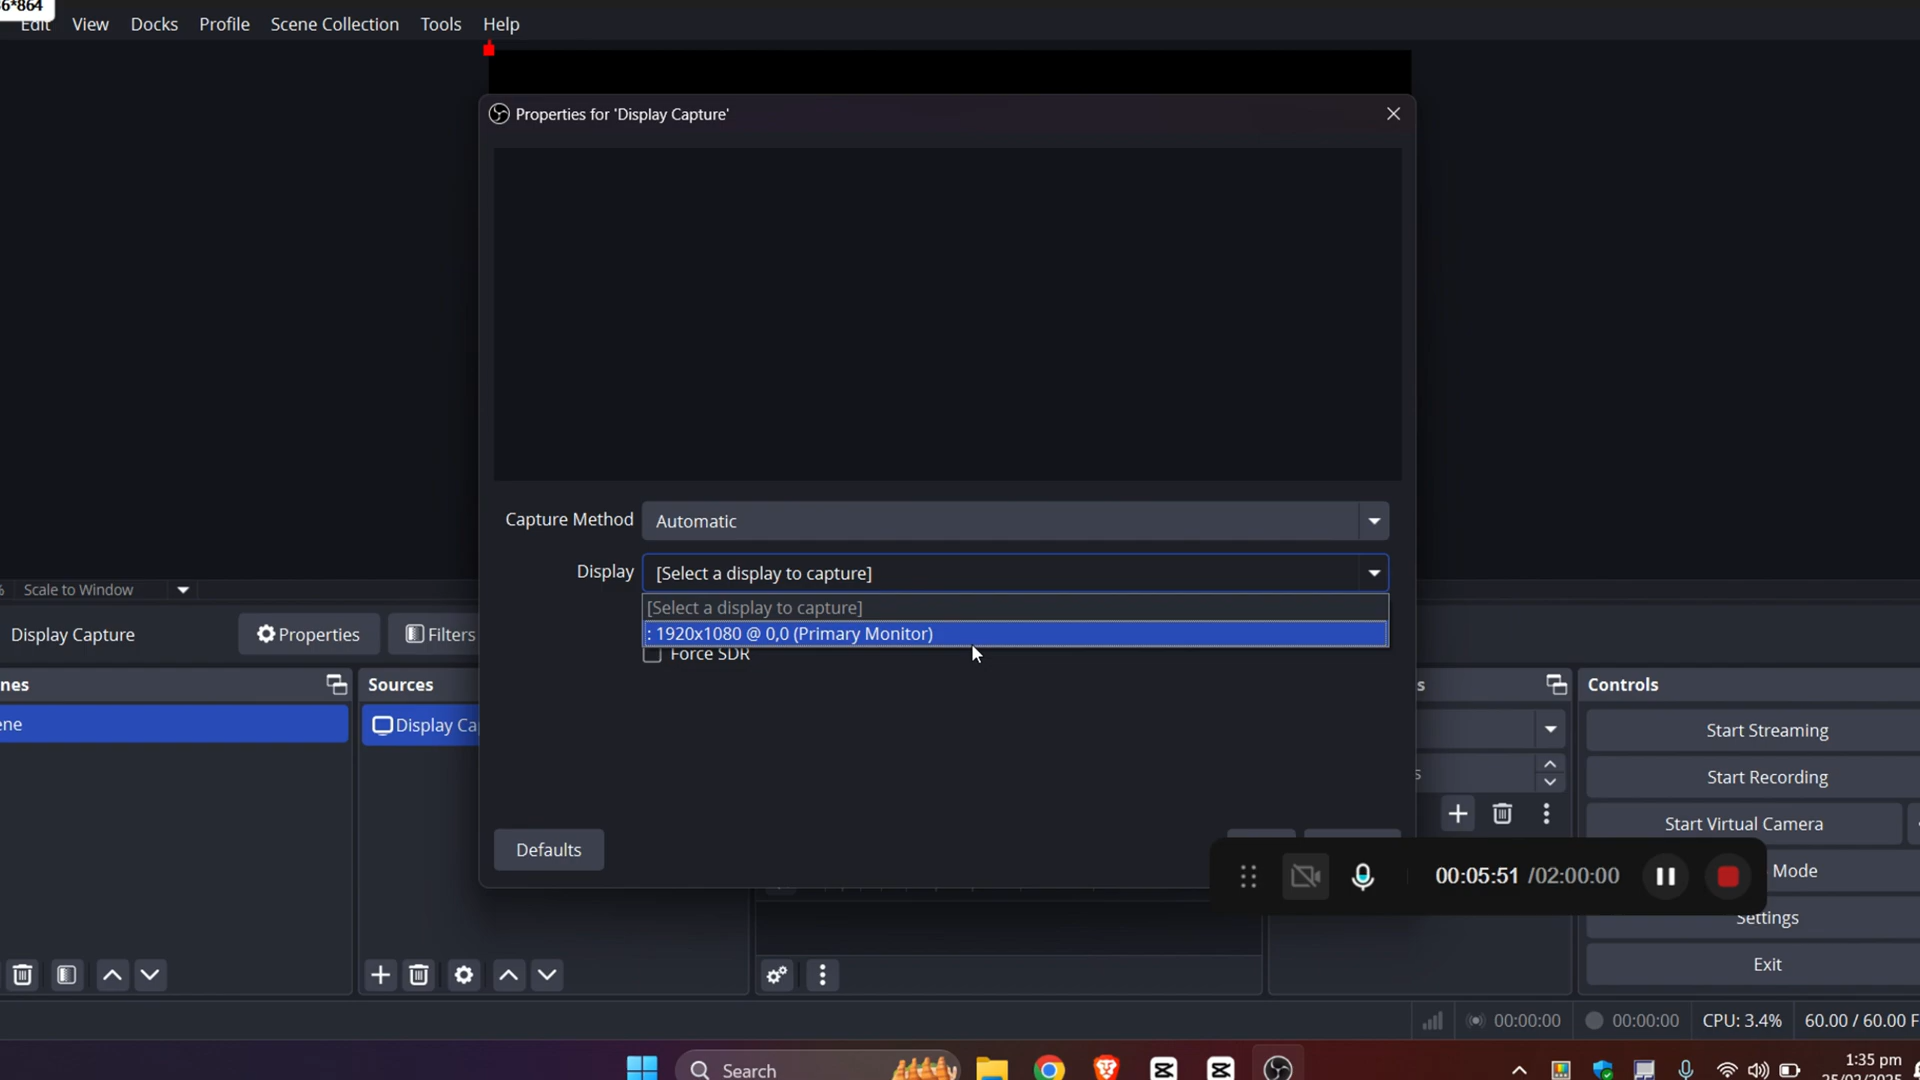 6*864
Edit View Docks Profile Scene Collection Tools Help
Properties for 'Display Capture'
Capture Method Automatic
Display [Select a display to capture]
[Select a display to capture]
: 1920x1080 @ 0,0 (Primary Monitor)
Force SDR
% Scale to Window
Display Capture Properties Filters
nes Sources s Controls
ene Display Ca Start Streaming
s Start Recording
Start Virtual Camera
Defaults
00:05:51 /02:00:00 Mode
Settings
Exit
00:00:00 00:00:00 CPU: 3.4% 60.00 / 60.00 F
Search 1:35 pm